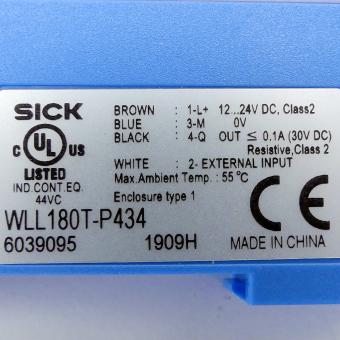 SICK
C UL US
LISTED
IND.CONT.EQ.
44VC
BROWN : 1-L+ 12...24V DC, Class2
BLUE : 3-M 0V
BLACK : 4-Q OUT ≤ 0.1A (30V DC)
Resistive,Class 2
WHITE : 2- EXTERNAL INPUT
Max.Ambient Temp. : 55°C
Enclosure type 1
WLL180T-P434
6039095 1909H
CE
MADE IN CHINA